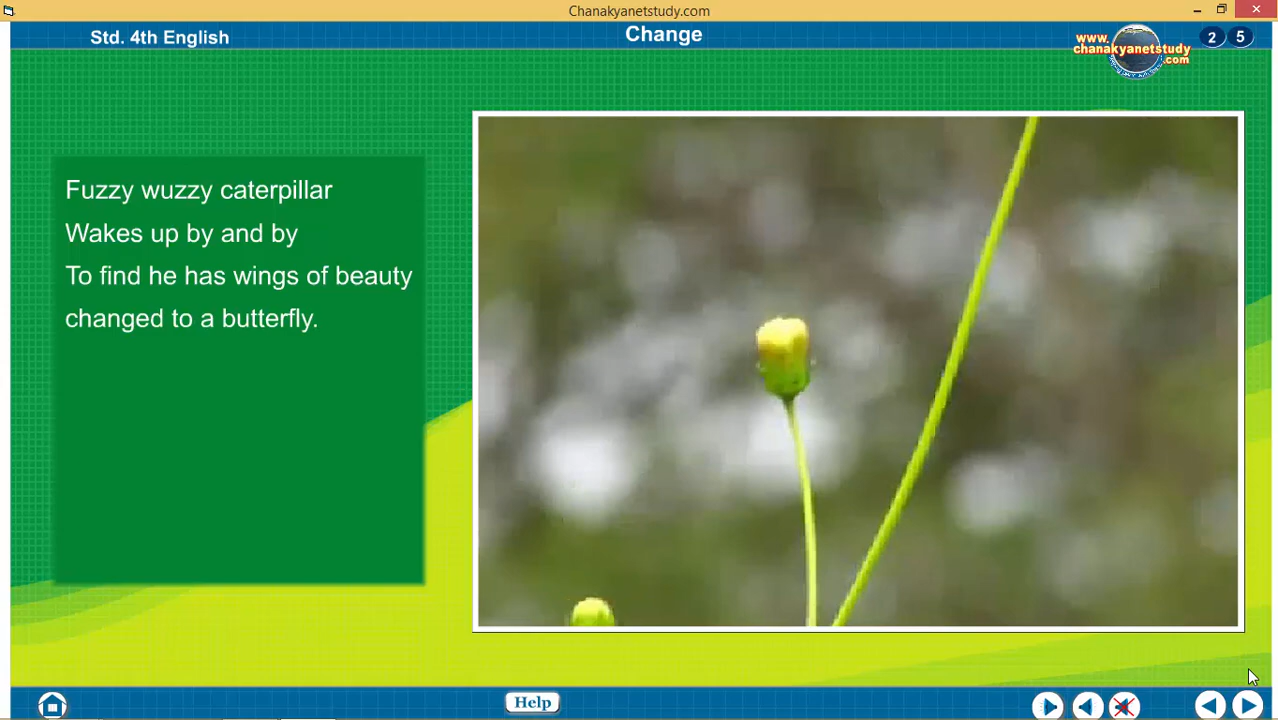 Chanakyanetstudy.com
Std. 4th English
Change
www.
chanakyanetstudy
.com
2 5
Fuzzy wuzzy caterpillar
Wakes up by and by
To find he has wings of beauty
changed to a butterfly.
Help